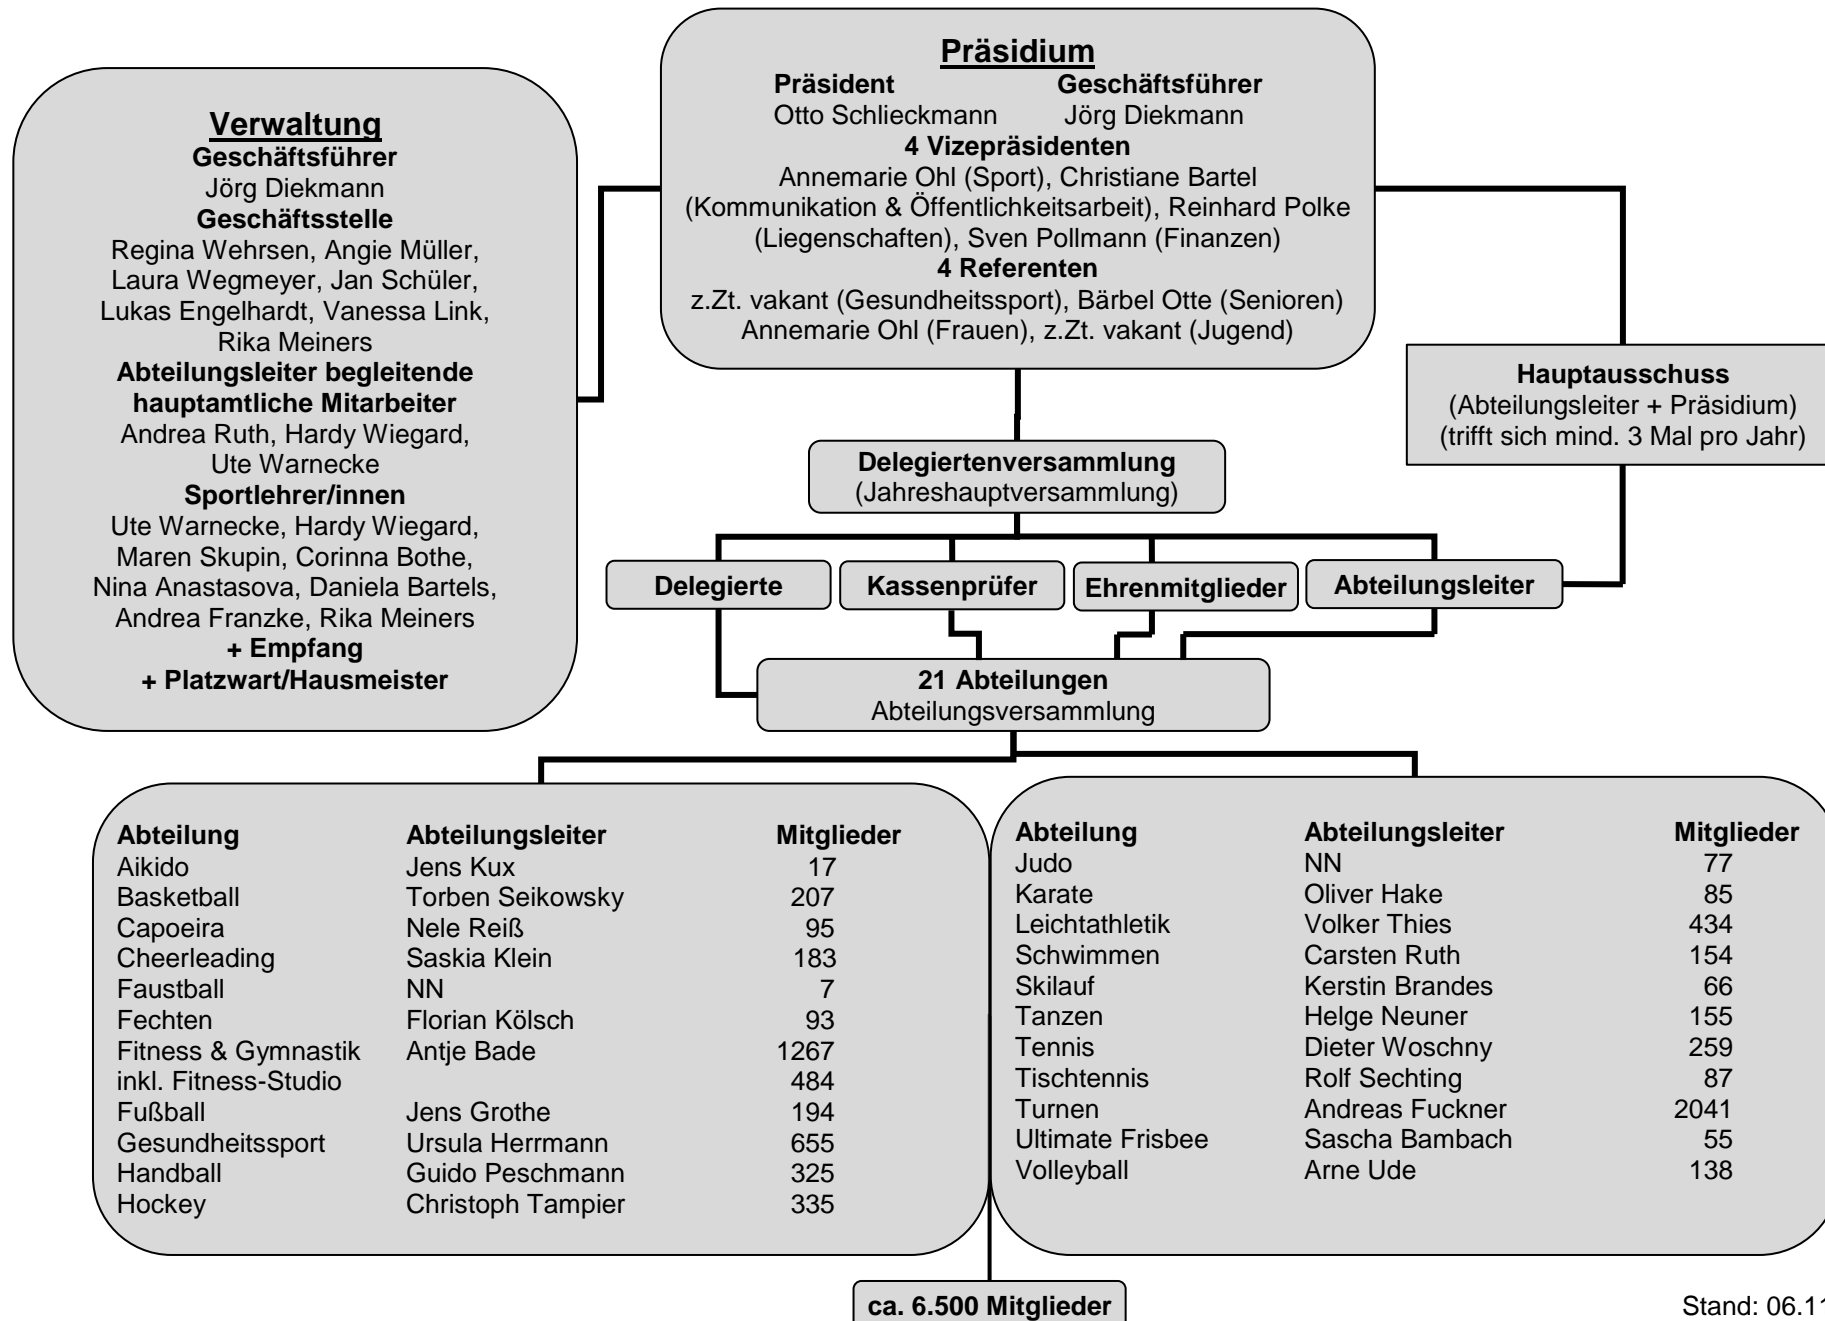 Präsidium
Präsident Geschäftsführer
Otto Schlieckmann Jörg Diekmann
4 Vizepräsidenten
Annemarie Ohl (Sport), Christiane Bartel
(Kommunikation & Öffentlichkeitsarbeit), Reinhard Polke
(Liegenschaften), Sven Pollmann (Finanzen)
4 Referenten
z.Zt. vakant (Gesundheitssport), Bärbel Otte (Senioren)
Annemarie Ohl (Frauen), z.Zt. vakant (Jugend)
Verwaltung
Geschäftsführer
Jörg Diekmann
Geschäftsstelle
Regina Wehrsen, Angie Müller,
Laura Wegmeyer, Jan Schüler,
Lukas Engelhardt, Vanessa Link,
Rika Meiners
Abteilungsleiter begleitende
hauptamtliche Mitarbeiter
Andrea Ruth, Hardy Wiegard,
Ute Warnecke
Sportlehrer/innen
Ute Warnecke, Hardy Wiegard,
Maren Skupin, Corinna Bothe,
Nina Anastasova, Daniela Bartels,
Andrea Franzke, Rika Meiners
+ Empfang
+ Platzwart/Hausmeister
Hauptausschuss
(Abteilungsleiter + Präsidium)
(trifft sich mind. 3 Mal pro Jahr)
Delegiertenversammlung
(Jahreshauptversammlung)
Delegierte
Kassenprüfer
Ehrenmitglieder
Abteilungsleiter
21 Abteilungen
Abteilungsversammlung
Abteilung Abteilungsleiter Mitglieder
Aikido Jens Kux 17
Basketball Torben Seikowsky 207
Capoeira Nele Reiß 95
Cheerleading Saskia Klein 183
Faustball NN 7
Fechten Florian Kölsch 93
Fitness & Gymnastik Antje Bade 1267
inkl. Fitness-Studio 484
Fußball Jens Grothe 194
Gesundheitssport Ursula Herrmann 655
Handball Guido Peschmann 325
Hockey Christoph Tampier 335
Abteilung Abteilungsleiter Mitglieder
Judo NN 77
Karate Oliver Hake 85
Leichtathletik Volker Thies 434
Schwimmen Carsten Ruth 154
Skilauf Kerstin Brandes 66
Tanzen Helge Neuner 155
Tennis Dieter Woschny 259
Tischtennis Rolf Sechting 87
Turnen Andreas Fuckner 2041
Ultimate Frisbee Sascha Bambach 55
Volleyball Arne Ude 138
ca. 6.500 Mitglieder
Stand: 06.11